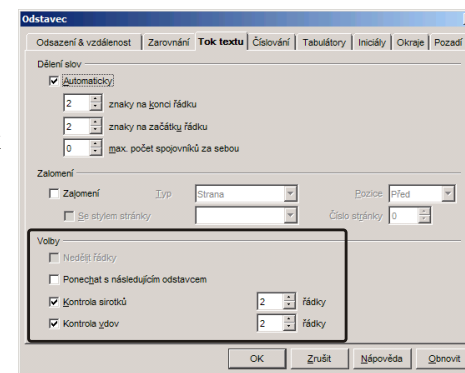 Odstavec
Odsazení & vzdálenost Zarovnání Tok textu Číslování Tabulátory Iniciály Okraje Pozadí
Dělení slov
Automaticky
2 znaky na konci řádku
2 znaky na začátku řádku
0 max. počet spojovníků za sebou
Zalomení
Zalomení Typ Strana Pozice Před
Se stylem stránky Číslo stránky 0
Volby
Nedělit řádky
Ponechat s následujícím odstavcem
Kontrola sirotků 2 řádky
Kontrola vdov 2 řádky
OK Zrušit Nápověda Obnovit